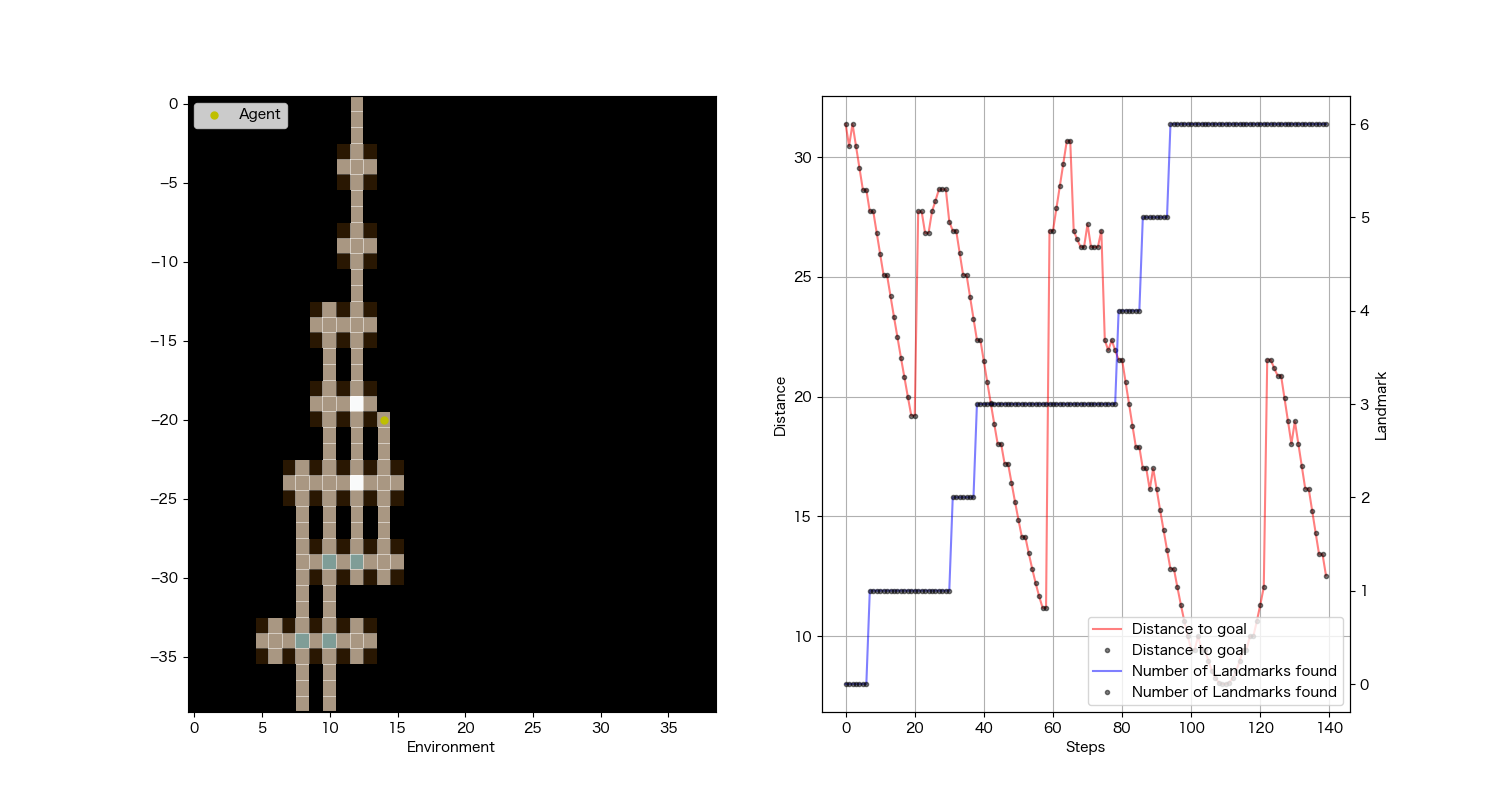 Agent
0
−5
−10
−15
−20
−25
−30
−35
0 5 10 15 20 25 30 35
Environment
30
25
20
15
10
Distance
6
5
4
3
2
1
0
Landmark
Distance to goal
Distance to goal
Number of Landmarks found
Number of Landmarks found
0 20 40 60 80 100 120 140
Steps